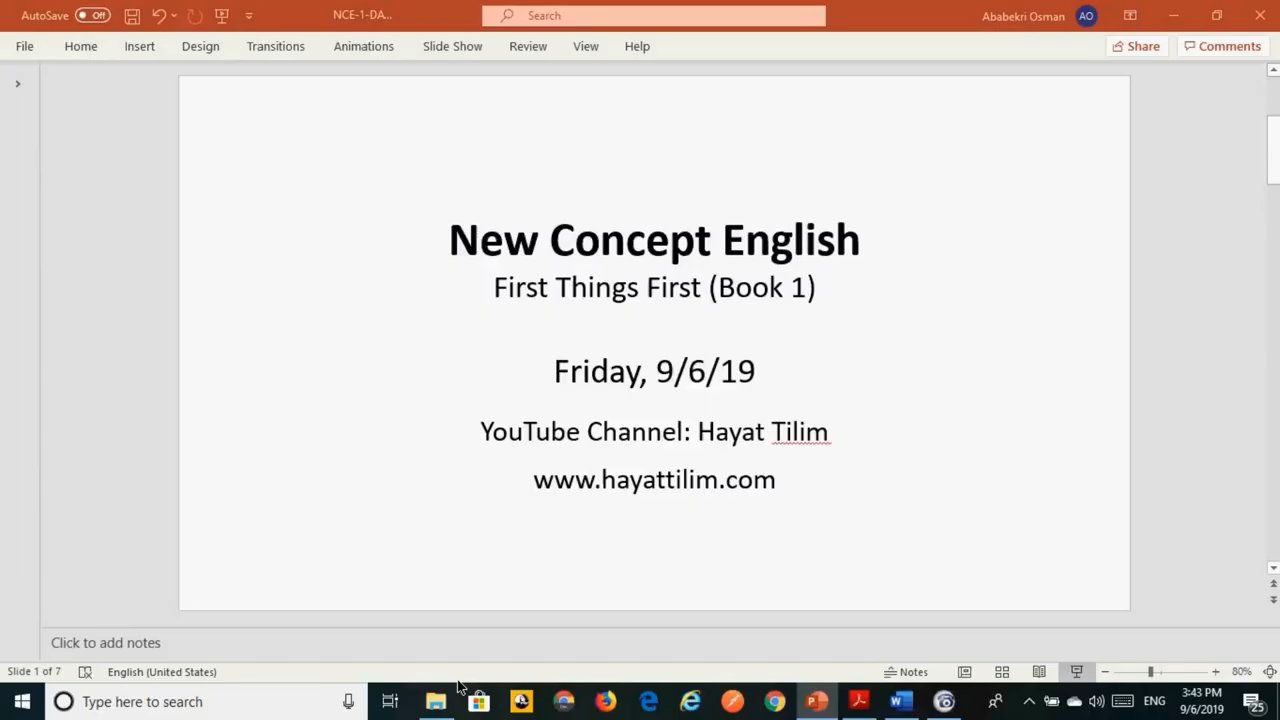 AutoSave Off NCE-1-DA... Search Ababekri Osman AO
File Home Insert Design Transitions Animations Slide Show Review View Help Share Comments
New Concept English
First Things First (Book 1)
Friday, 9/6/19
YouTube Channel: Hayat Tilim
www.hayattilim.com
Click to add notes
Slide 1 of 7 English (United States) Notes 80%
Type here to search ENG 3:43 PM
9/6/2019 25